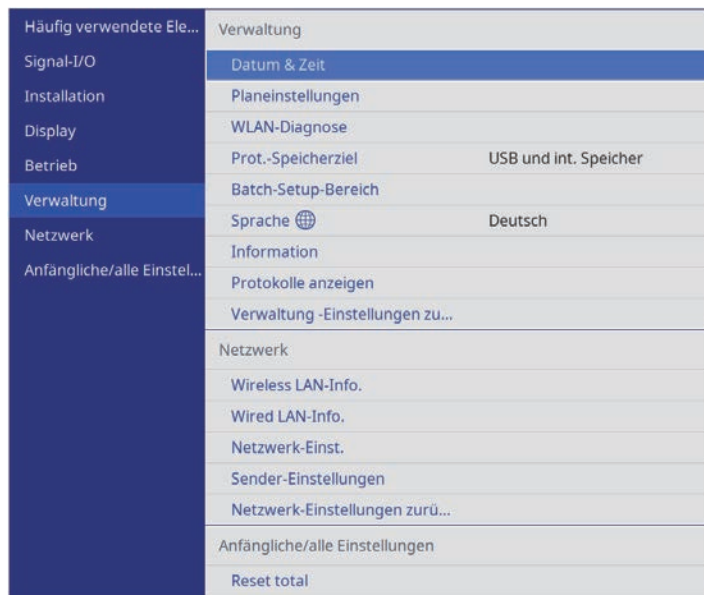 Häufig verwendete Ele...
Signal-I/O
Installation
Display
Betrieb
Verwaltung
Netzwerk
Anfängliche/alle Einstel...
Verwaltung
Datum & Zeit
Planeinstellungen
WLAN-Diagnose
Prot.-Speicherziel USB und int. Speicher
Batch-Setup-Bereich
Sprache Deutsch
Information
Protokolle anzeigen
Verwaltung -Einstellungen zu...
Netzwerk
Wireless LAN-Info.
Wired LAN-Info.
Netzwerk-Einst.
Sender-Einstellungen
Netzwerk-Einstellungen zurü...
Anfängliche/alle Einstellungen
Reset total